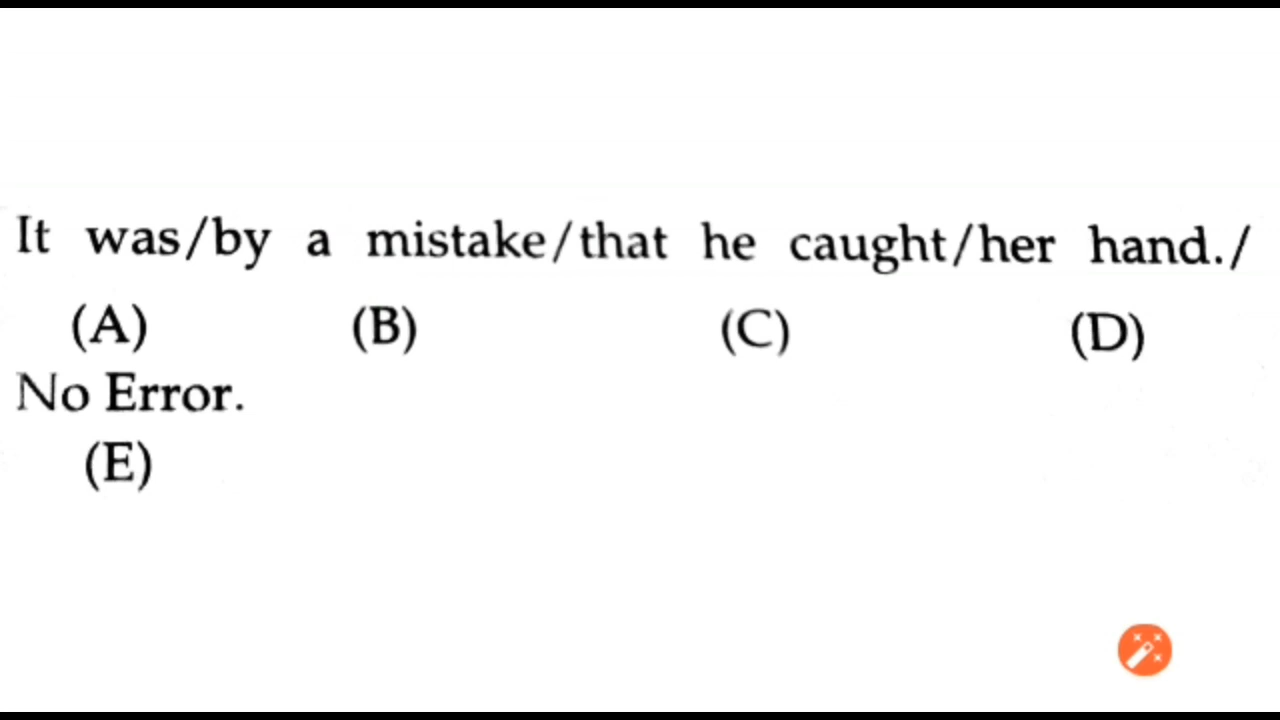 It was/by a mistake/that he caught/her hand./
(A) (B) (C) (D)
No Error.
(E)